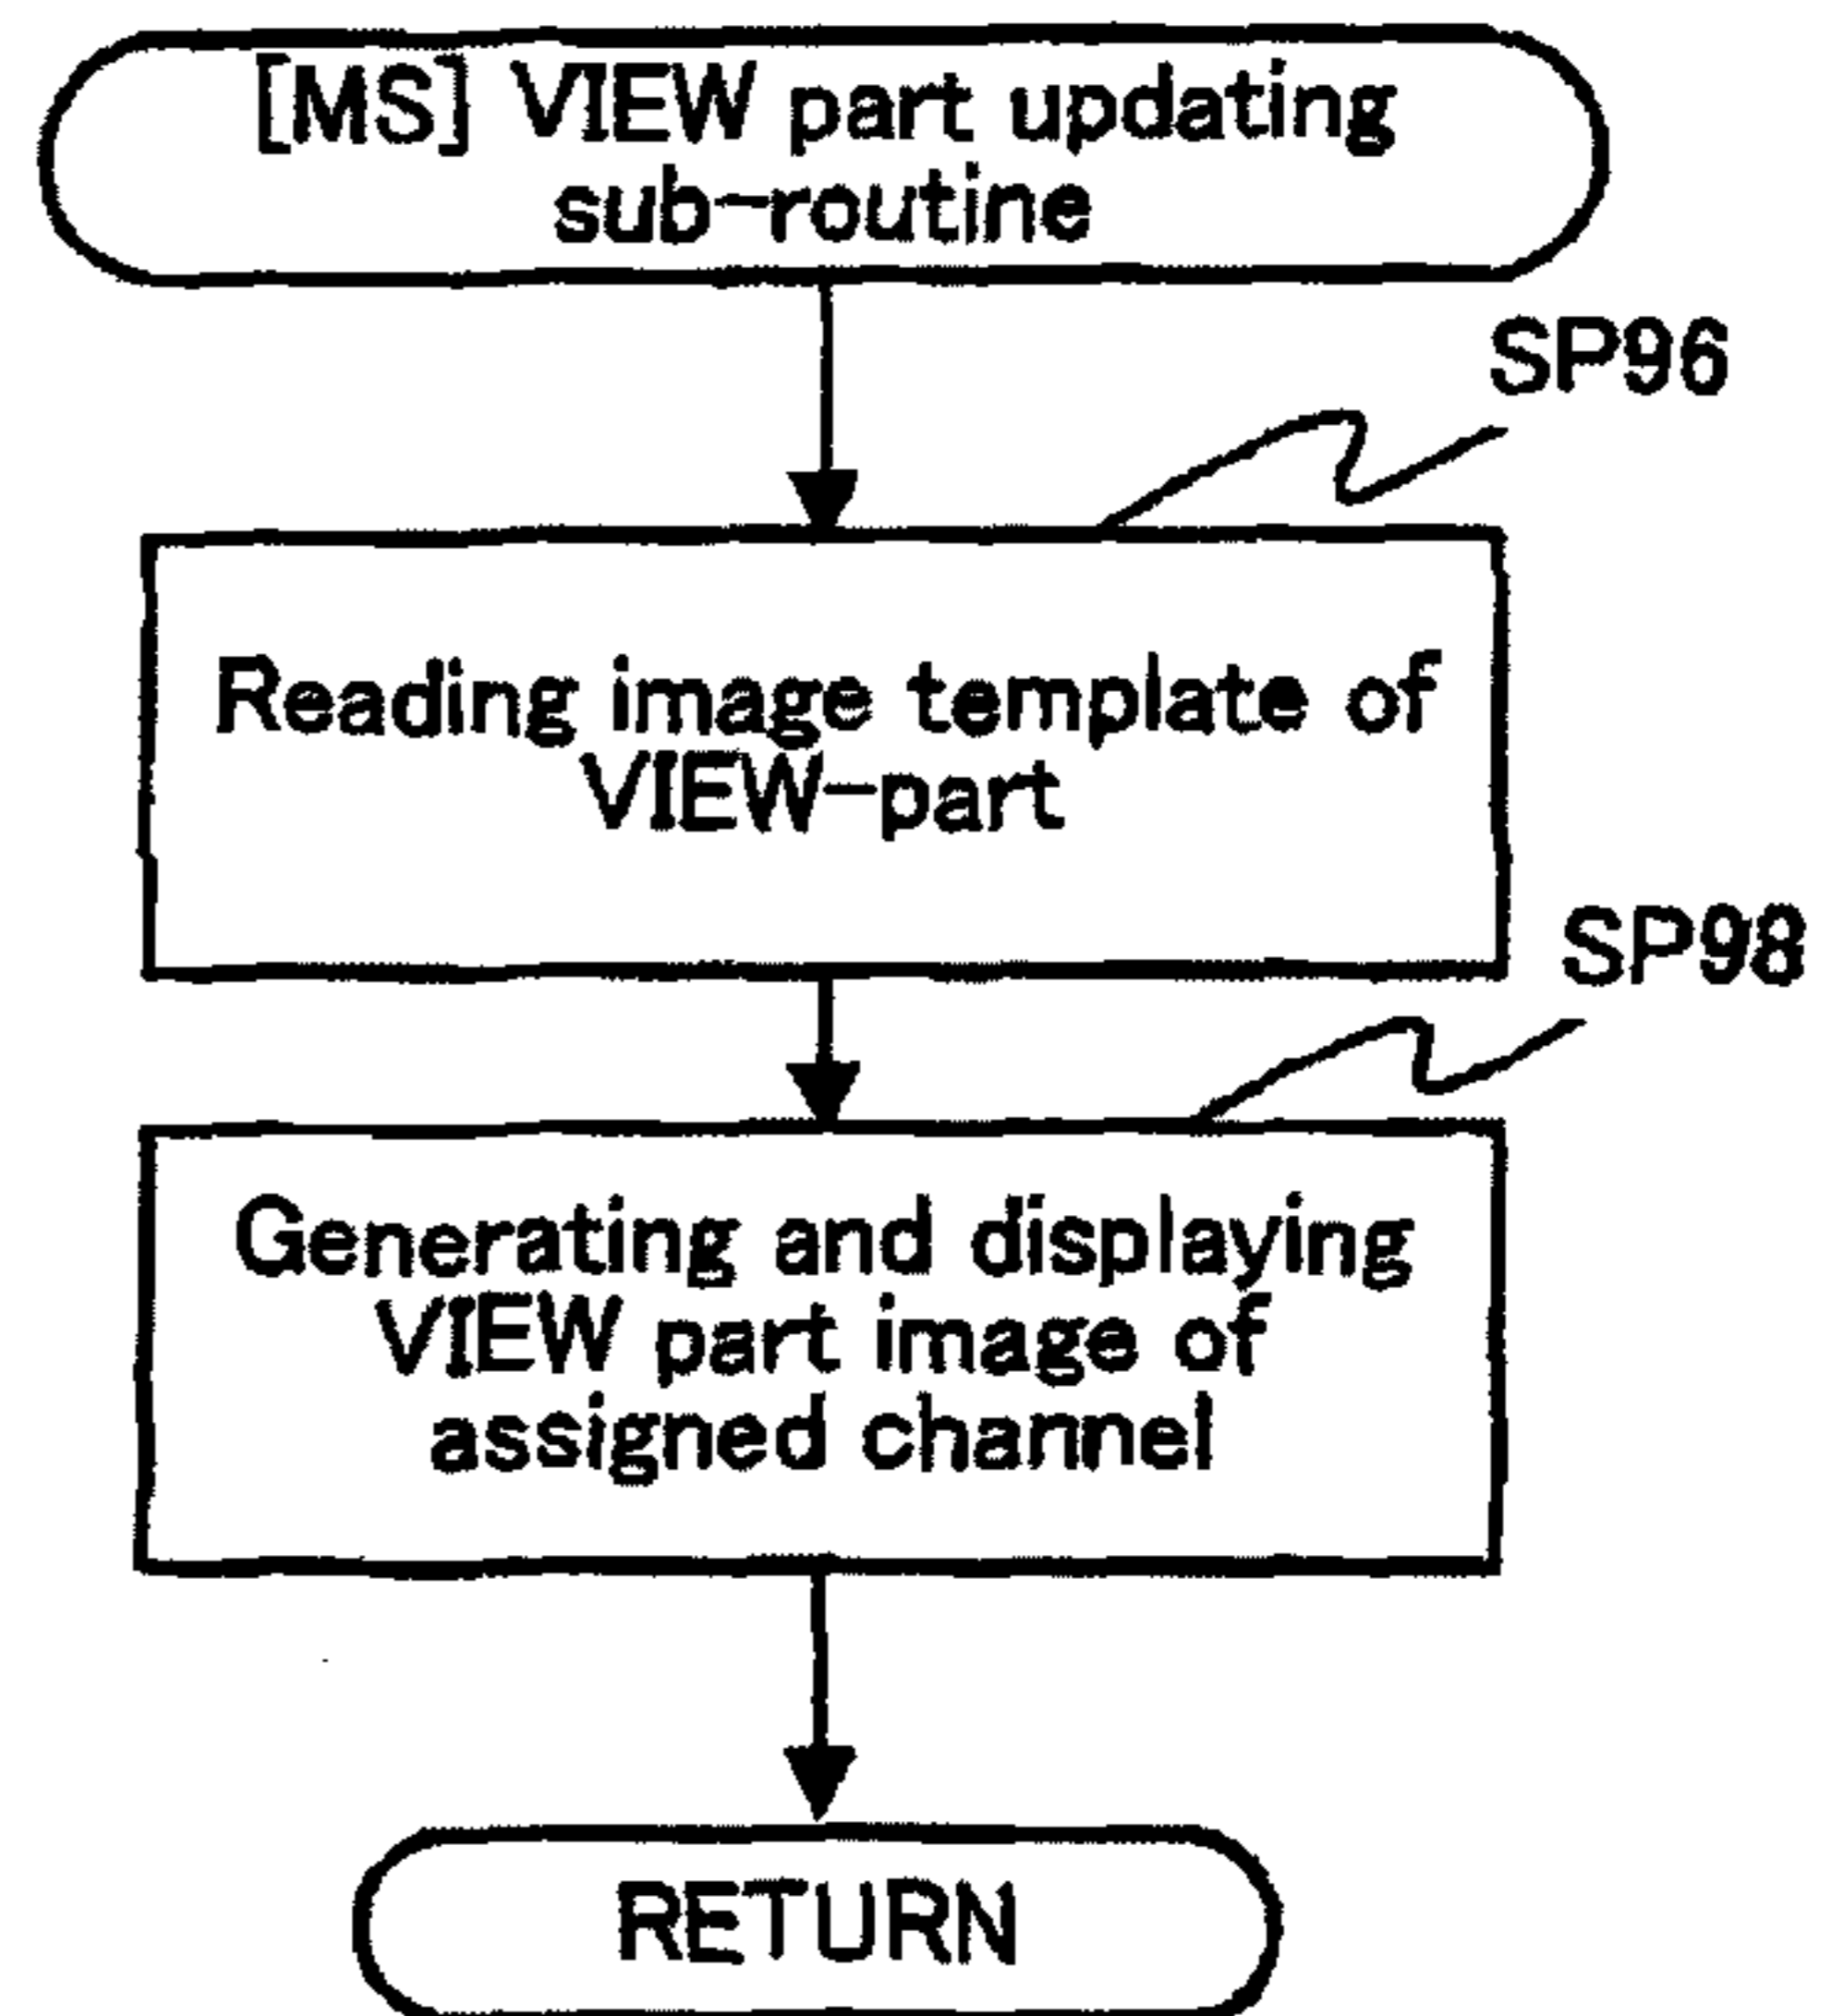 [MS] VIEW part updating
sub-routine
SP96
Reading image template of
VIEW-part
SP98
Generating and displaying
VIEW part image of
assigned channel
RETURN